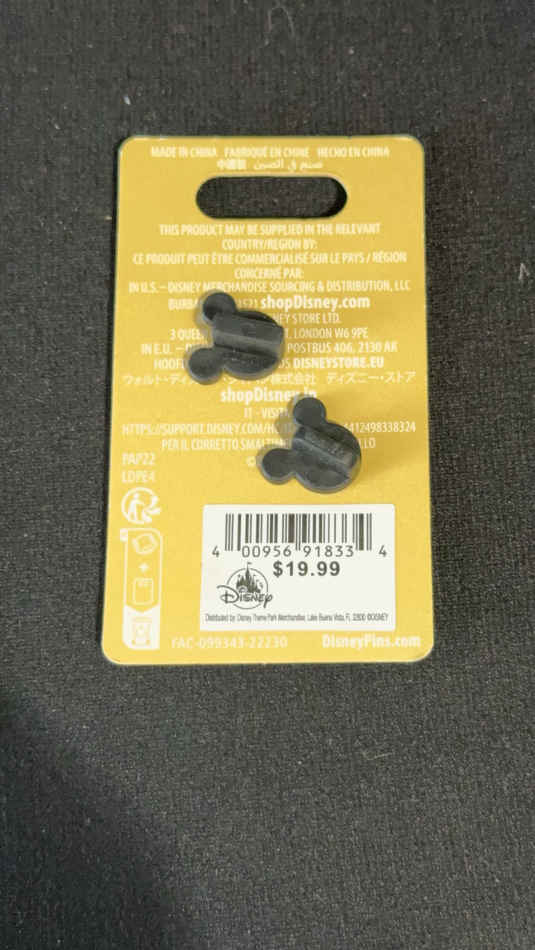 MADE IN CHINA FABRIQUÉ EN CHINE HECHO EN CHINA
中國製 صنع في الصين
THIS PRODUCT MAY BE SUPPLIED IN THE RELEVANT
COUNTRY/REGION BY:
CE PRODUIT PEUT ÊTRE COMMERCIALISÉ SUR LE PAYS / RÉGION
CONCERNÉ PAR:
IN U.S. – DISNEY MERCHANDISE SOURCING & DISTRIBUTION, LLC
shopDisney.com
STORE LTD.
LONDON W6 9PE
IN E.U. – POSTBUS 406, 2130 AK
DISNEYSTORE.EU
ウォルト・ディ 株式会社 ディズニー・ストア
shopDisney.jp
IT - VISIT
HTTPS://SUPPORT.DISNEY.COM/ 4412498338324
PER IL CORRETTO
©
PAP22
LDPE4
4 00956 91833 4
$19.99
Disney
Distributed by: Disney Theme Park Merchandise, Lake Buena Vista, FL 32830 ©DISNEY
FAC-099343-22230 DisneyPins.com